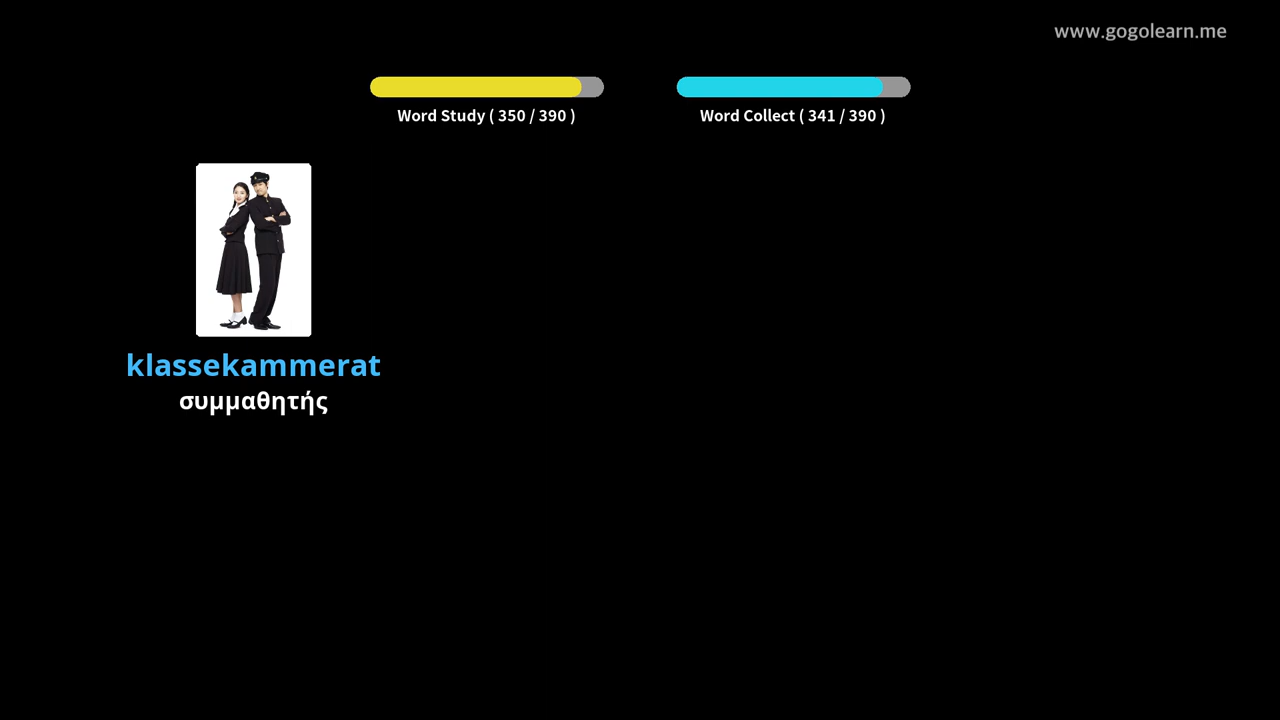 www.gogolearn.me
Word Study ( 350 / 390 )
Word Collect ( 341 / 390 )
klassekammerat
συμμαθητής